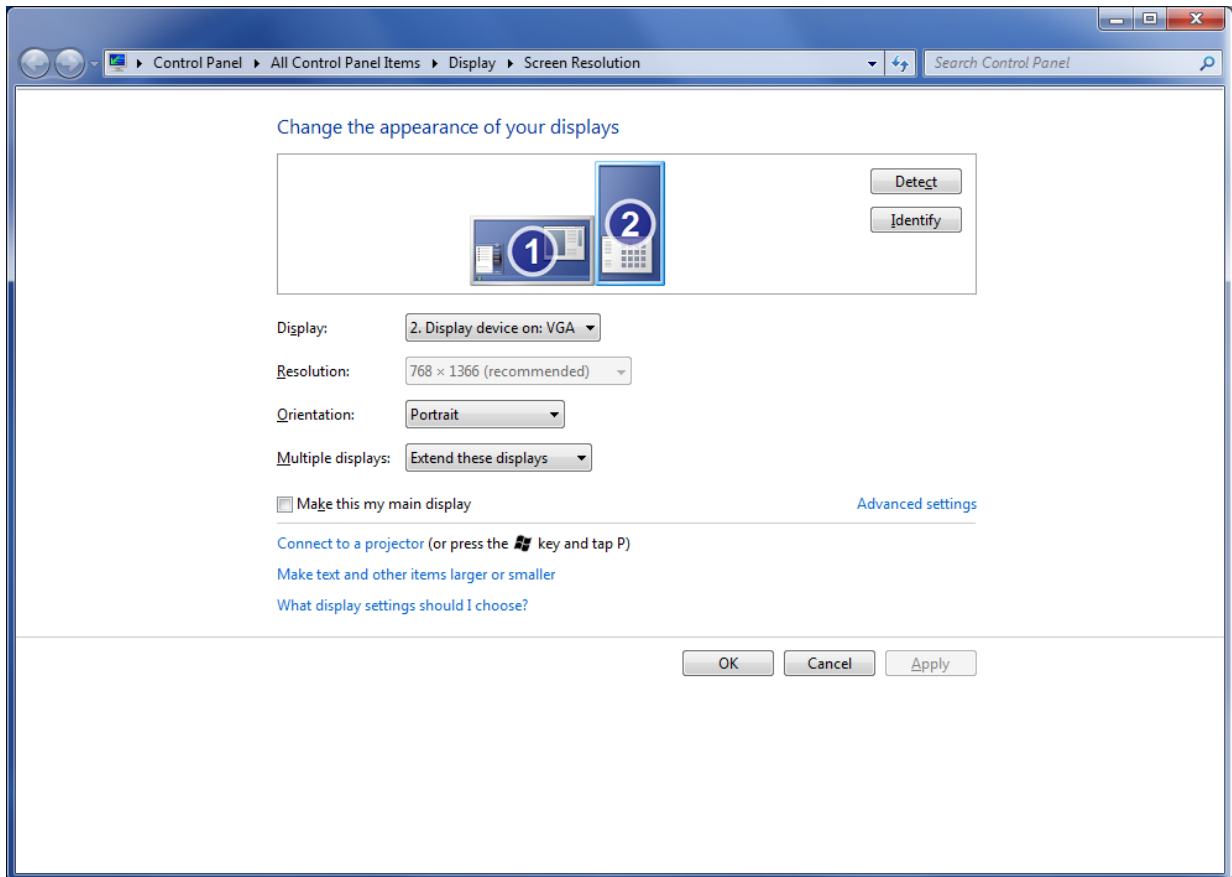 Control Panel ▸ All Control Panel Items ▸ Display ▸ Screen Resolution
Search Control Panel
Change the appearance of your displays
1
2
Detect
Identify
Display: 2. Display device on: VGA
Resolution: 768 × 1366 (recommended)
Orientation: Portrait
Multiple displays: Extend these displays
Make this my main display
Advanced settings
Connect to a projector (or press the key and tap P)
Make text and other items larger or smaller
What display settings should I choose?
OK Cancel Apply